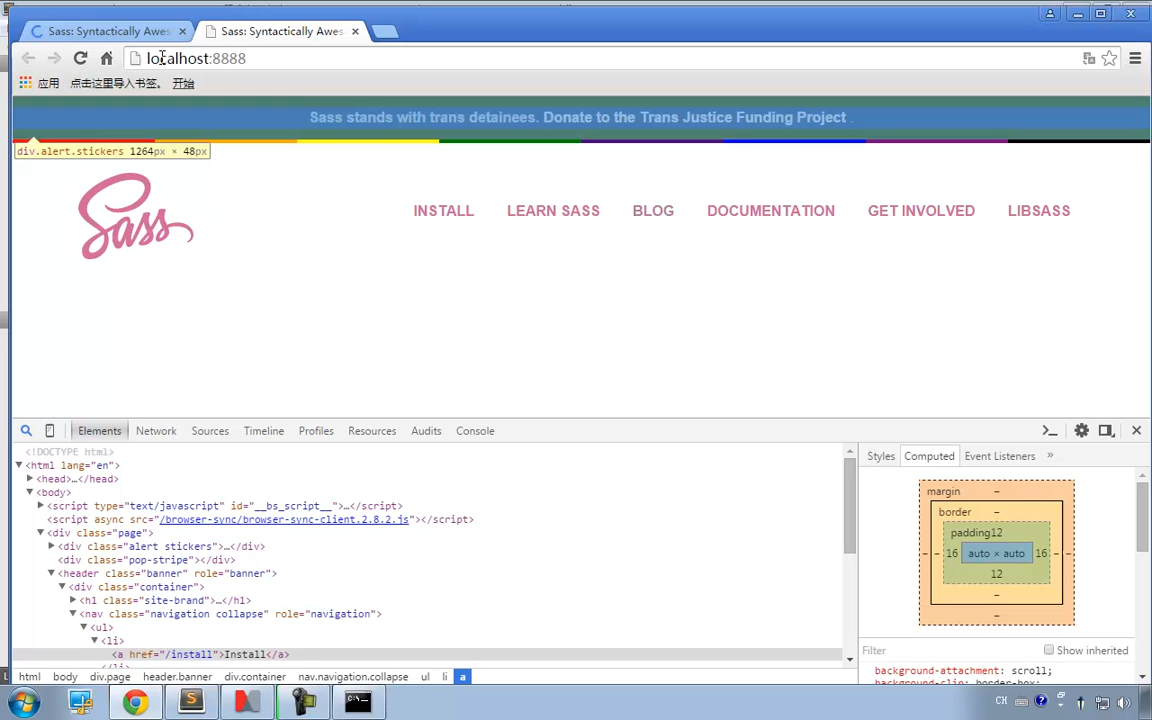 Sass: Syntactically Awes
Sass: Syntactically Awes
localhost:8888
应用 点击这里导入书签。 开始
Sass stands with trans detainees. Donate to the Trans Justice Funding Project .
div.alert.stickers 1264px × 48px
Sass
INSTALL LEARN SASS BLOG DOCUMENTATION GET INVOLVED LIBSASS
Elements Network Sources Timeline Profiles Resources Audits Console
<!DOCTYPE html>
<html lang="en">
<head>…</head>
<body>
<script type="text/javascript" id="__bs_script__">…</script>
<script async src="/browser-sync/browser-sync-client.2.8.2.js"></script>
<div class="page">
<div class="alert stickers">…</div>
<div class="pop-stripe"></div>
<header class="banner" role="banner">
<div class="container">
<h1 class="site-brand">…</h1>
<nav class="navigation collapse" role="navigation">
<ul>
<li>
<a href="/install">Install</a>
</li>
html body div.page header.banner div.container nav.navigation.collapse ul li a
Styles Computed Event Listeners »
margin –
border –
padding12
– – 16 auto × auto 16 – –
12
–
–
Filter Show inherited
background-attachment: scroll;
CH